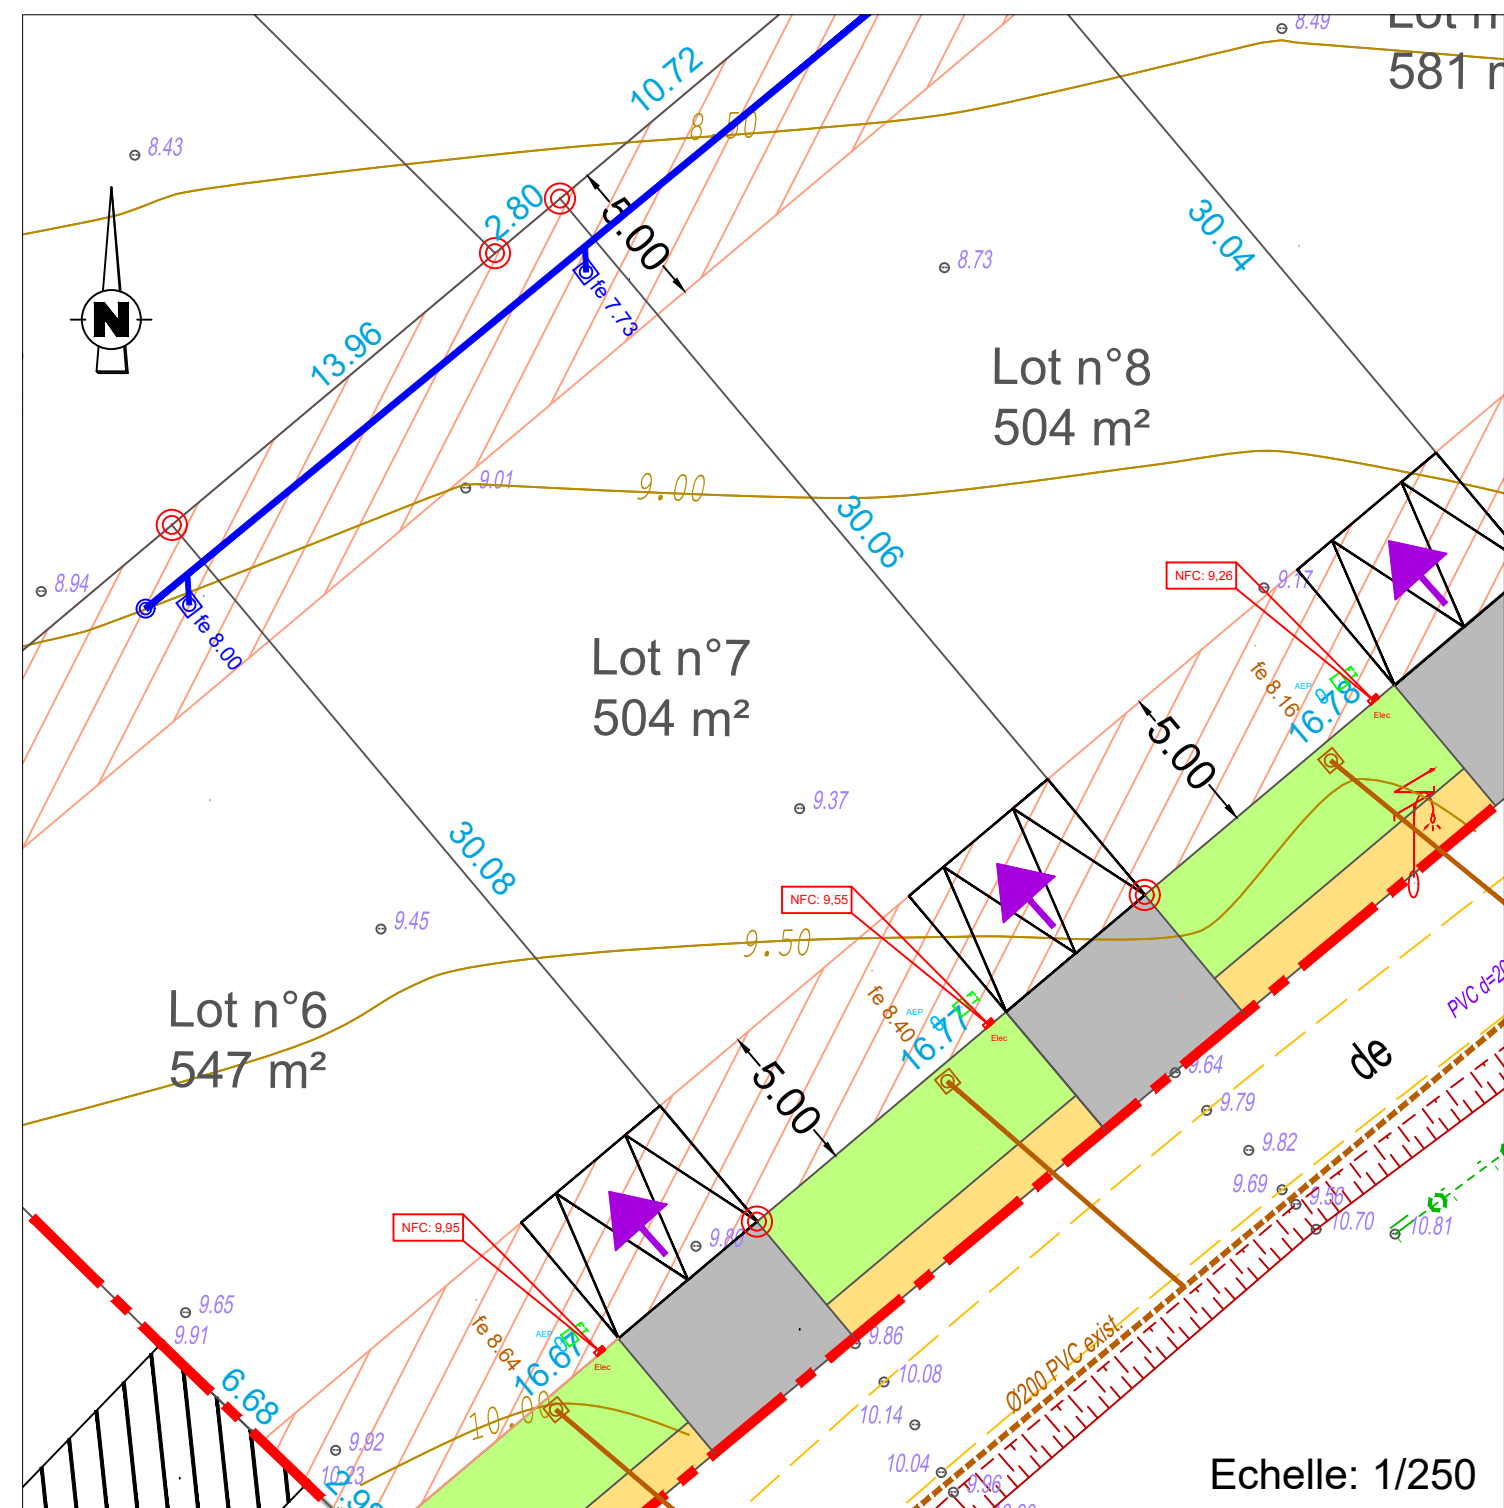 8.49
581
8.43
10.72
8.50
2.80
5.00
30.04
8.73
fe 7.73
N
13.96
Lot n°8
504 m²
9.01
9.00
30.06
8.94
NFC: 9,26
9.17
fe 8.00
Lot n°7
504 m²
fe 8.16
AEP
FT
16.78
Elec
5.00
9.37
30.08
9.45
NFC: 9,55
9.50
PVC d=20
Lot n°6
547 m²
fe 8.40
AEP
FT
16.77
Elec
de
9.64
5.00
9.79
9.82
9.69
9.56
10.70
10.81
NFC: 9,95
9.65
9.91
fe 8.64
AEP
FT
16.67
Elec
9.86
Ø200 PVC exist.
6.68
10.08
10.00
10.14
9.92
10.23
10.04
9.96
Echelle: 1/250